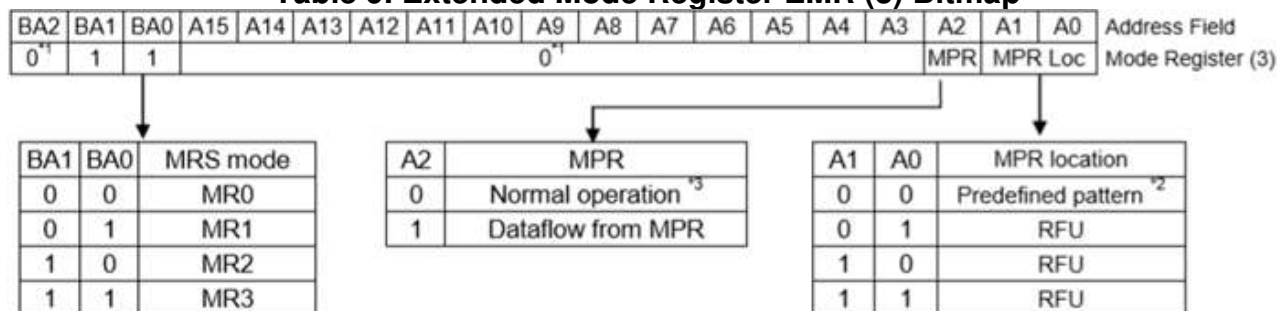 Table 9. Extended Mode Register EMR (3) Bitmap
BA2 BA1 BA0 A15 A14 A13 A12 A11 A10 A9 A8 A7 A6 A5 A4 A3 A2 A1 A0 Address Field
0*1 1 1 0*1 MPR MPR Loc Mode Register (3)
BA1 BA0 MRS mode
0 0 MR0
0 1 MR1
1 0 MR2
1 1 MR3
A2 MPR
0 Normal operation *3
1 Dataflow from MPR
A1 A0 MPR location
0 0 Predefined pattern *2
0 1 RFU
1 0 RFU
1 1 RFU